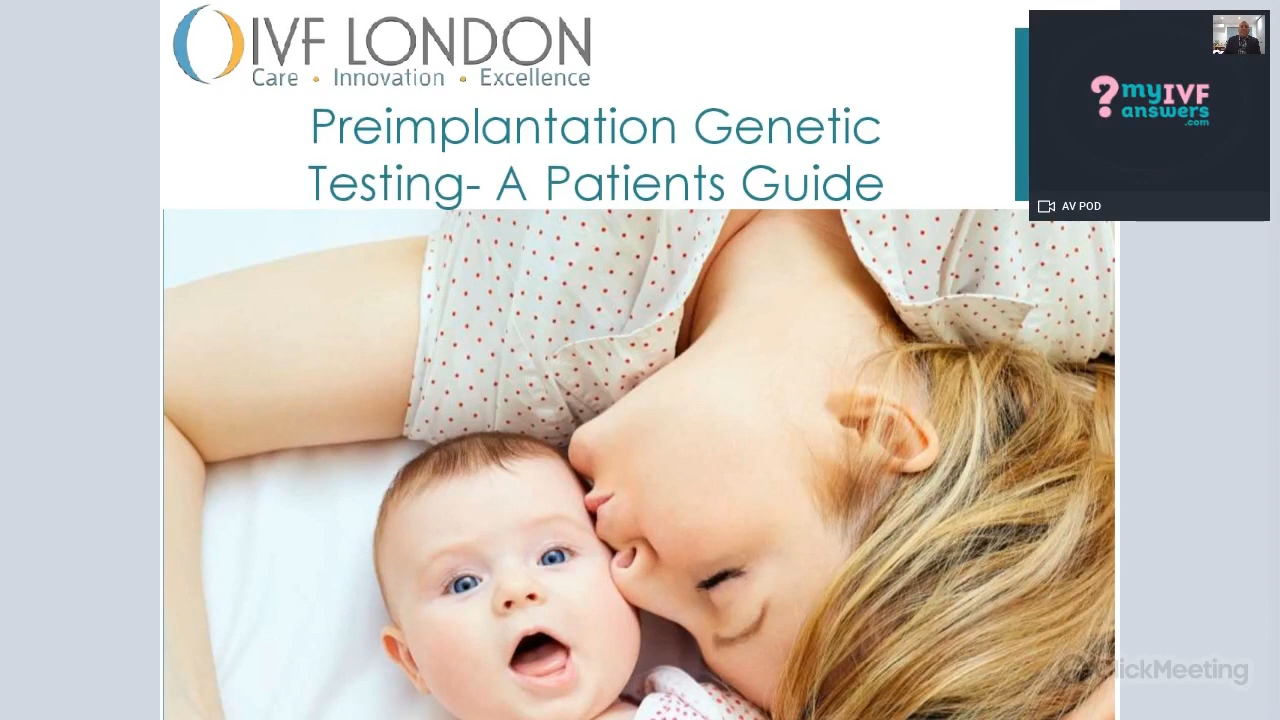 IVF LONDON
Care • Innovation • Excellence
Preimplantation Genetic
Testing- A Patients Guide
?myIVF
answers
.com
AV POD
ClickMeeting